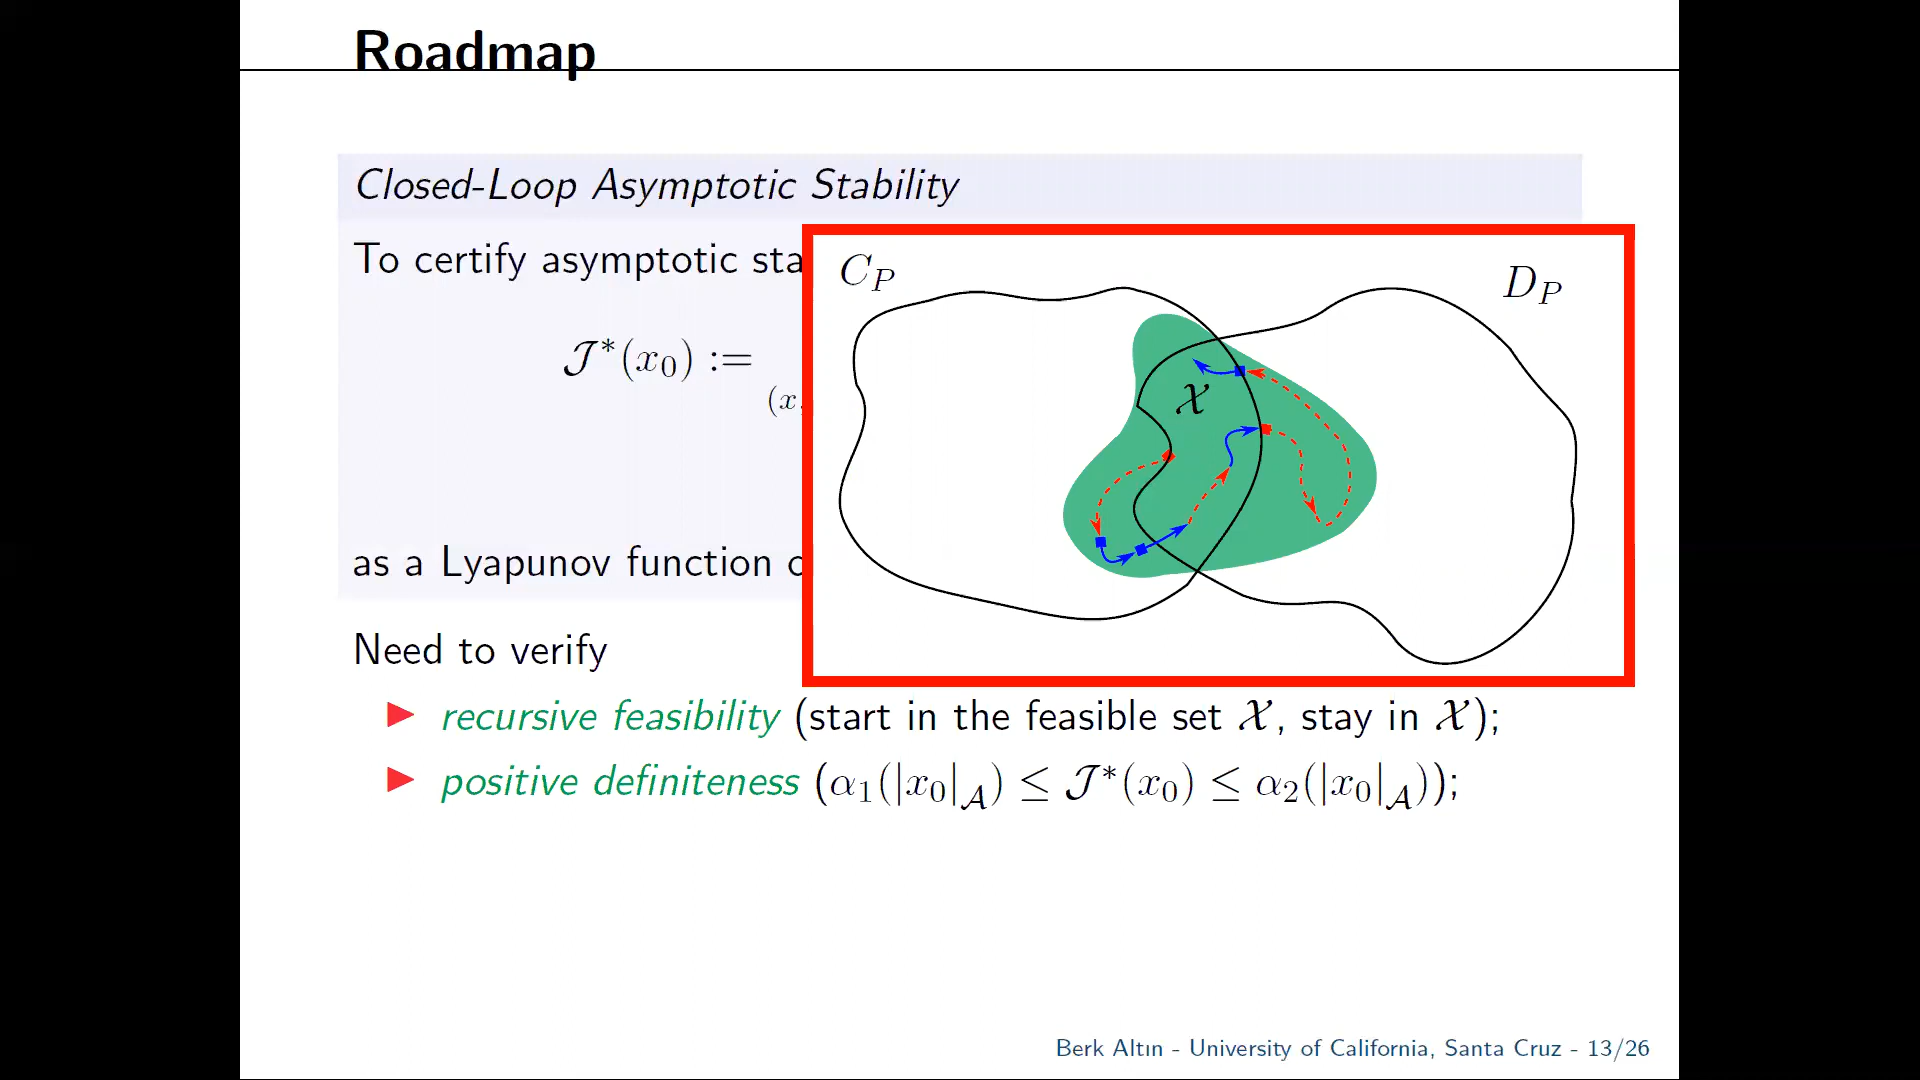 Roadmap
Closed-Loop Asymptotic Stability
To certify asymptotic sta
𝒥*(x₀) :=
(x,
as a Lyapunov function o
C_P
D_P
𝒳
Need to verify
▶ recursive feasibility (start in the feasible set 𝒳, stay in 𝒳);
▶ positive definiteness (α₁(|x₀|_𝒜) ≤ 𝒥*(x₀) ≤ α₂(|x₀|_𝒜));
Berk Altın - University of California, Santa Cruz - 13/26